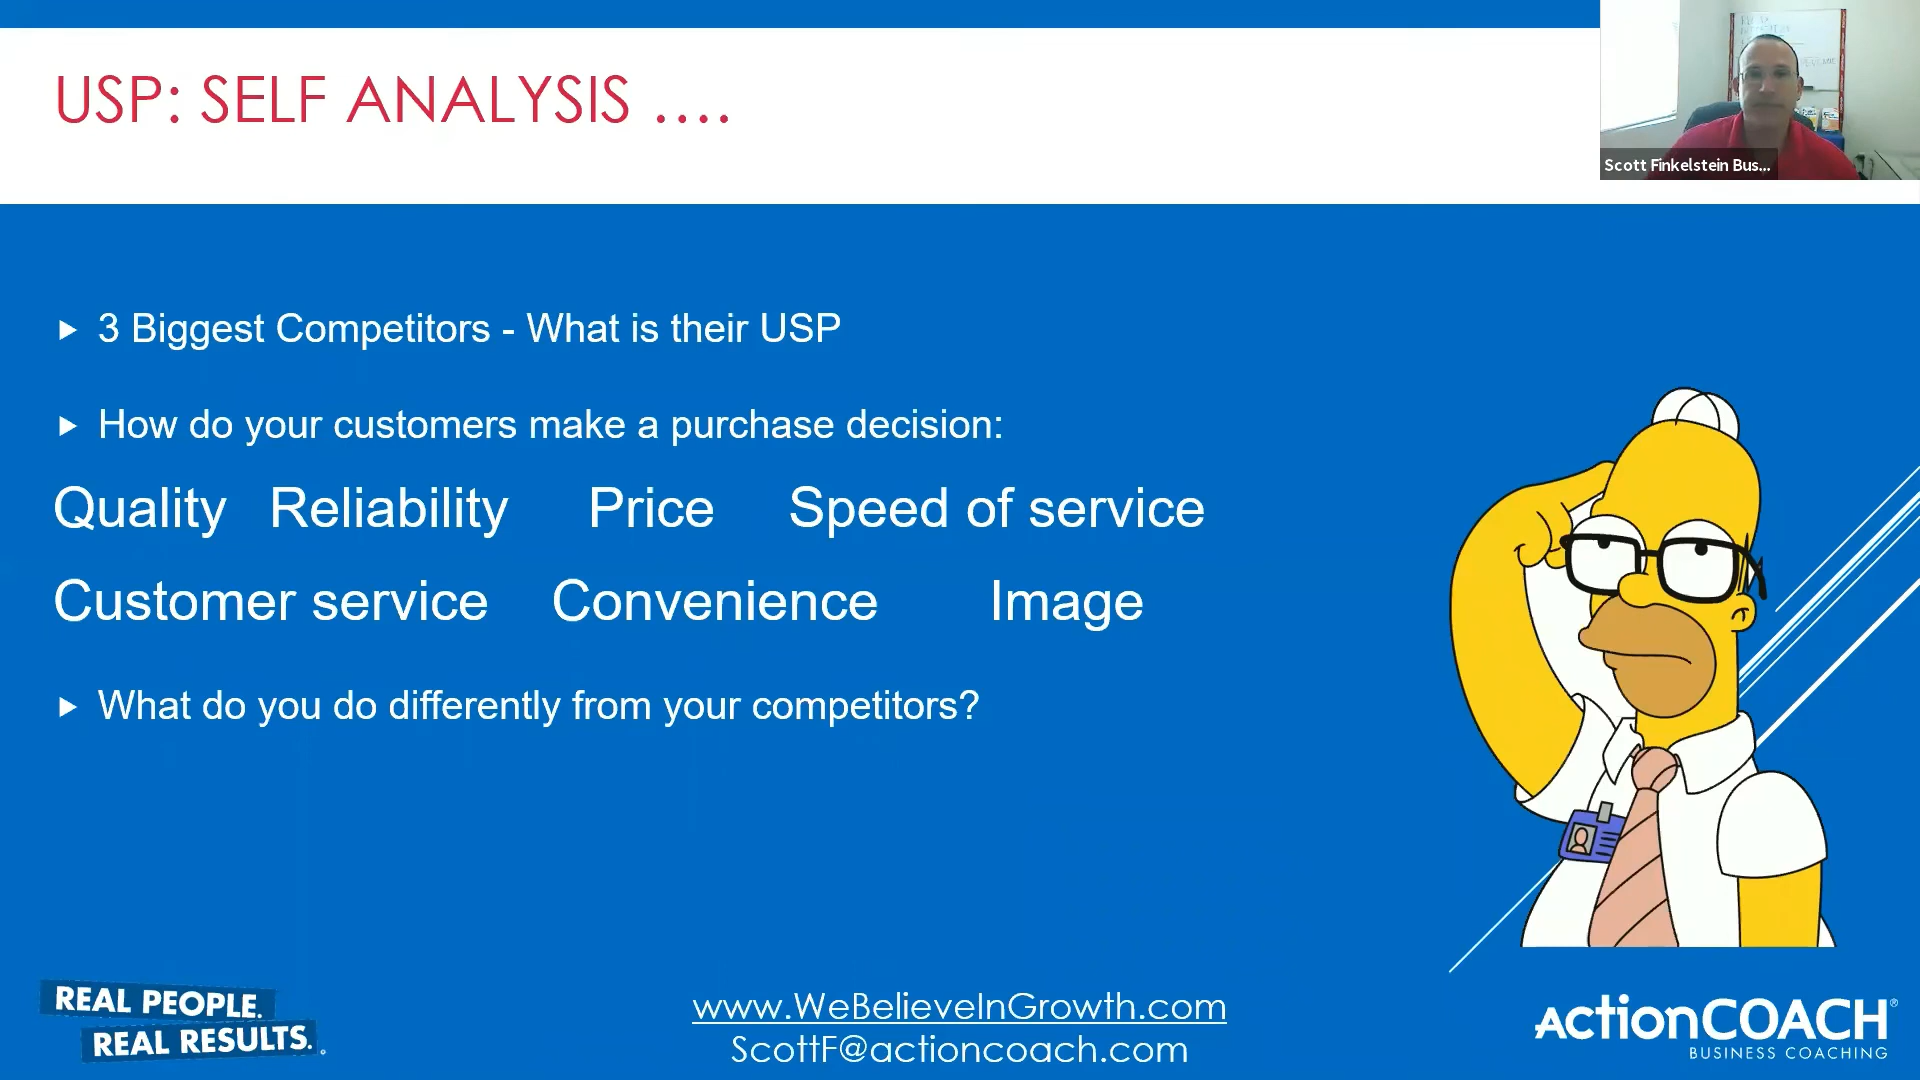 USP: SELF ANALYSIS ....
Scott Finkelstein Bus...
3 Biggest Competitors - What is their USP
How do your customers make a purchase decision:
Quality Reliability Price Speed of service
Customer service Convenience Image
What do you do differently from your competitors?
REAL PEOPLE.
REAL RESULTS.
www.WeBelieveInGrowth.com
ScottF@actioncoach.com
ActionCOACH®
BUSINESS COACHING